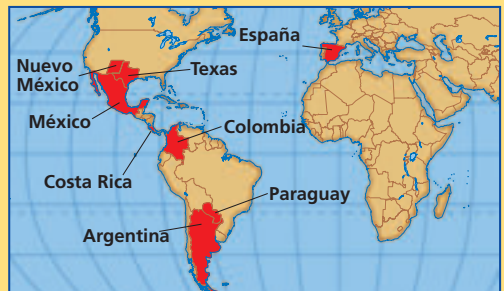 España
Nuevo
México
Texas
México
Colombia
Costa Rica
Paraguay
Argentina